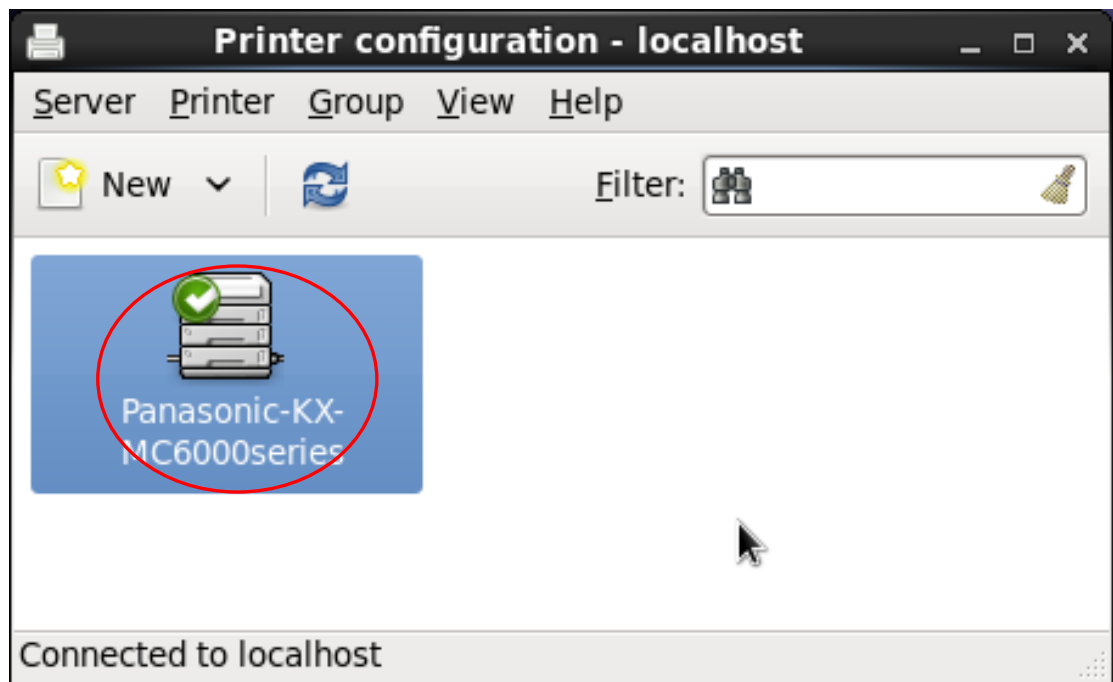 Printer configuration - localhost
Server Printer Group View Help
New Filter:
Panasonic-KX-
MC6000series
Connected to localhost